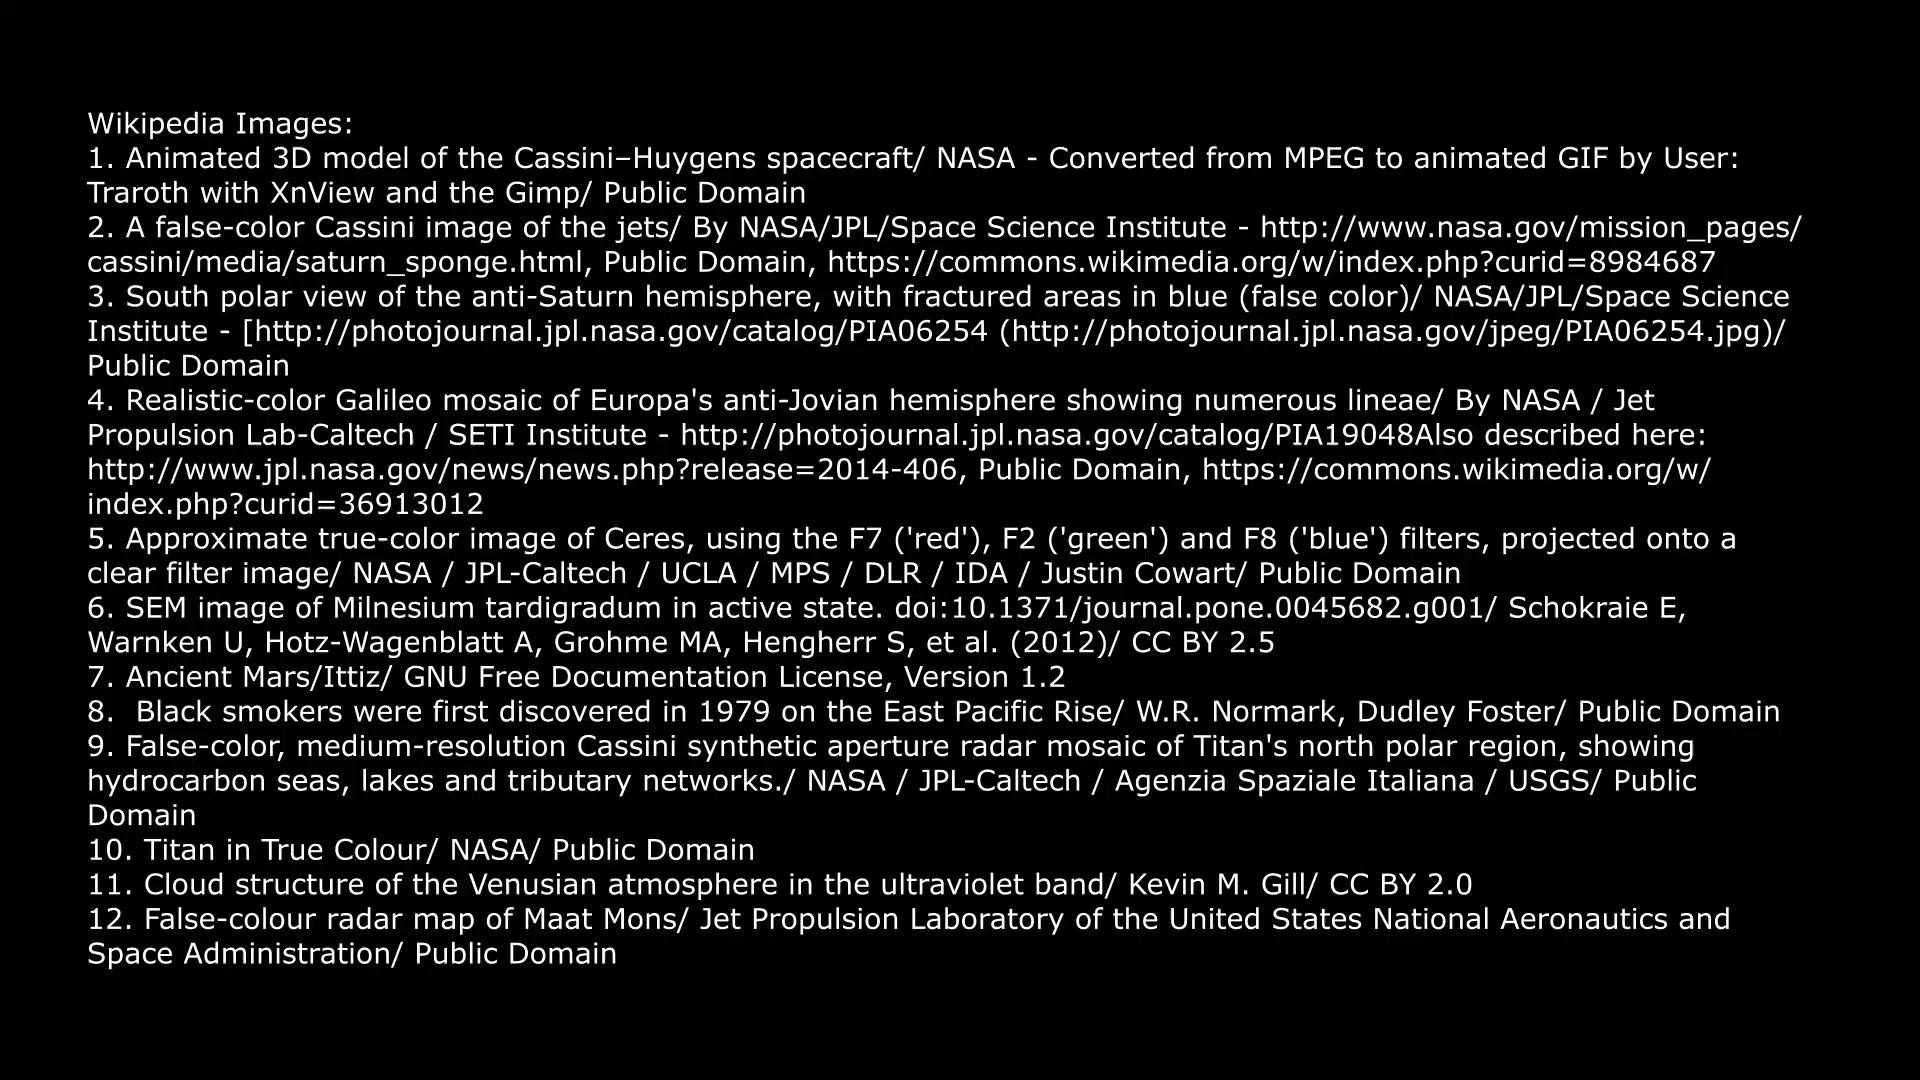 Wikipedia Images:
1. Animated 3D model of the Cassini–Huygens spacecraft/ NASA - Converted from MPEG to animated GIF by User:
Traroth with XnView and the Gimp/ Public Domain
2. A false-color Cassini image of the jets/ By NASA/JPL/Space Science Institute - http://www.nasa.gov/mission_pages/
cassini/media/saturn_sponge.html, Public Domain, https://commons.wikimedia.org/w/index.php?curid=8984687
3. South polar view of the anti-Saturn hemisphere, with fractured areas in blue (false color)/ NASA/JPL/Space Science
Institute - [http://photojournal.jpl.nasa.gov/catalog/PIA06254 (http://photojournal.jpl.nasa.gov/jpeg/PIA06254.jpg)/
Public Domain
4. Realistic-color Galileo mosaic of Europa's anti-Jovian hemisphere showing numerous lineae/ By NASA / Jet
Propulsion Lab-Caltech / SETI Institute - http://photojournal.jpl.nasa.gov/catalog/PIA19048Also described here:
http://www.jpl.nasa.gov/news/news.php?release=2014-406, Public Domain, https://commons.wikimedia.org/w/
index.php?curid=36913012
5. Approximate true-color image of Ceres, using the F7 ('red'), F2 ('green') and F8 ('blue') filters, projected onto a
clear filter image/ NASA / JPL-Caltech / UCLA / MPS / DLR / IDA / Justin Cowart/ Public Domain
6. SEM image of Milnesium tardigradum in active state. doi:10.1371/journal.pone.0045682.g001/ Schokraie E,
Warnken U, Hotz-Wagenblatt A, Grohme MA, Hengherr S, et al. (2012)/ CC BY 2.5
7. Ancient Mars/Ittiz/ GNU Free Documentation License, Version 1.2
8.  Black smokers were first discovered in 1979 on the East Pacific Rise/ W.R. Normark, Dudley Foster/ Public Domain
9. False-color, medium-resolution Cassini synthetic aperture radar mosaic of Titan's north polar region, showing
hydrocarbon seas, lakes and tributary networks./ NASA / JPL-Caltech / Agenzia Spaziale Italiana / USGS/ Public
Domain
10. Titan in True Colour/ NASA/ Public Domain
11. Cloud structure of the Venusian atmosphere in the ultraviolet band/ Kevin M. Gill/ CC BY 2.0
12. False-colour radar map of Maat Mons/ Jet Propulsion Laboratory of the United States National Aeronautics and
Space Administration/ Public Domain